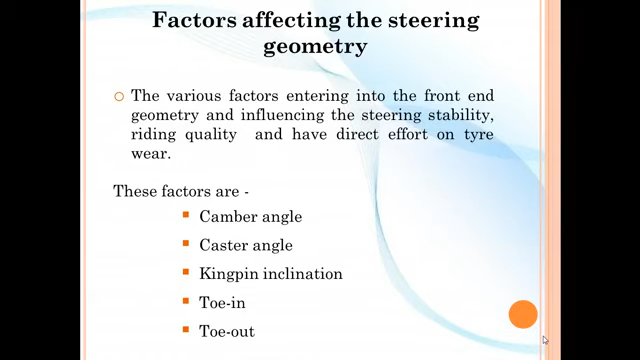 Factors affecting the steering
geometry
The various factors entering into the front end
geometry and influencing the steering stability,
riding quality and have direct effort on tyre
wear.
These factors are -
Camber angle
Caster angle
Kingpin inclination
Toe-in
Toe-out